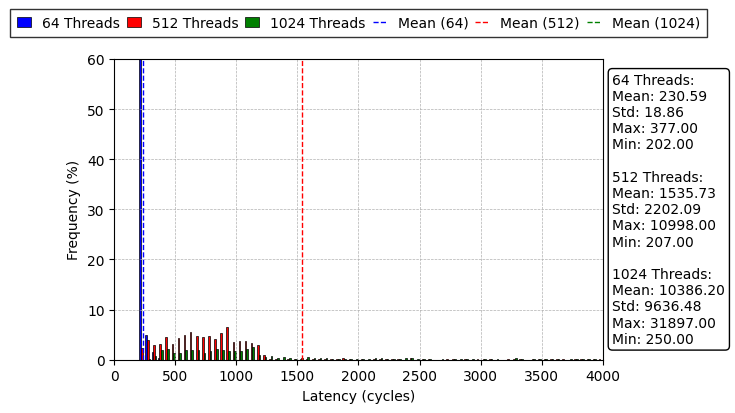 64 Threads 512 Threads 1024 Threads Mean (64) Mean (512) Mean (1024)
60
50
40
30
20
10
0
Frequency (%)
0 500 1000 1500 2000 2500 3000 3500 4000
Latency (cycles)
64 Threads:
Mean: 230.59
Std: 18.86
Max: 377.00
Min: 202.00
512 Threads:
Mean: 1535.73
Std: 2202.09
Max: 10998.00
Min: 207.00
1024 Threads:
Mean: 10386.20
Std: 9636.48
Max: 31897.00
Min: 250.00